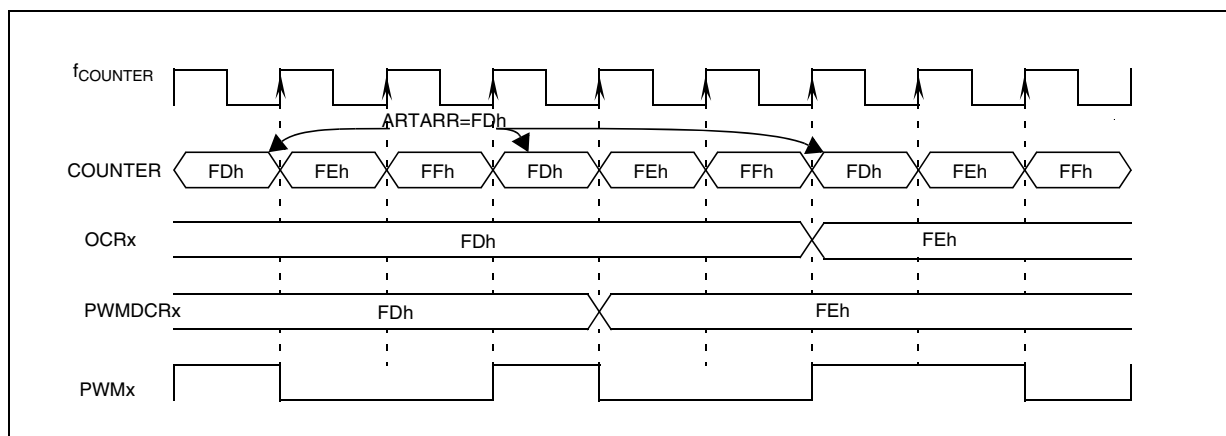 fCOUNTER
ARTARR=FDh
COUNTER FDh FEh FFh FDh FEh FFh FDh FEh FFh
OCRx FDh FEh
PWMDCRx FDh FEh
PWMx